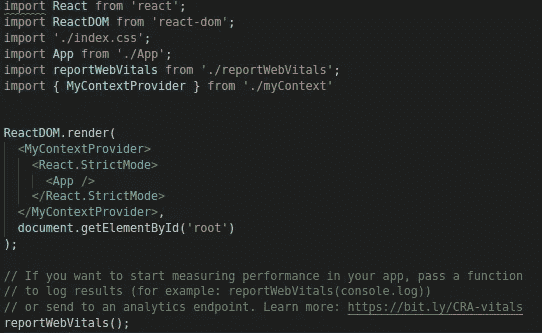 import React from 'react';
import ReactDOM from 'react-dom';
import './index.css';
import App from './App';
import reportWebVitals from './reportWebVitals';
import { MyContextProvider } from './myContext'
ReactDOM.render(
<MyContextProvider>
<React.StrictMode>
<App />
</React.StrictMode>
</MyContextProvider>,
document.getElementById('root')
);
// If you want to start measuring performance in your app, pass a function
// to log results (for example: reportWebVitals(console.log))
// or send to an analytics endpoint. Learn more: https://bit.ly/CRA-vitals
reportWebVitals();